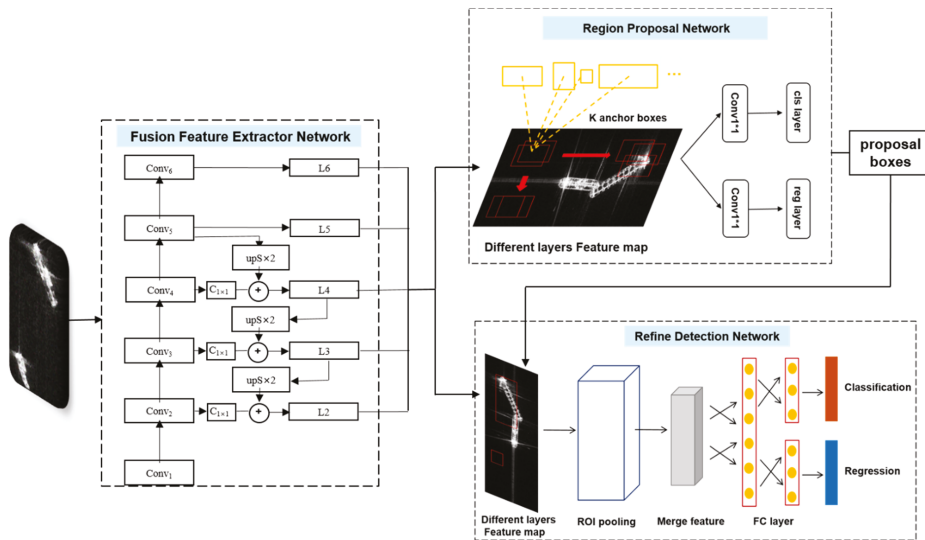 Fusion Feature Extractor Network
Conv6
L6
Conv5
L5
upS×2
Conv4
C1×1
+
L4
upS×2
Conv3
C1×1
+
L3
upS×2
Conv2
C1×1
+
L2
Conv1
Region Proposal Network
...
K anchor boxes
Conv1*1
cls layer
Conv1*1
reg layer
Different layers Feature map
proposal
boxes
Refine Detection Network
Classification
Regression
Different layers
Feature map
ROI pooling
Merge feature
FC layer